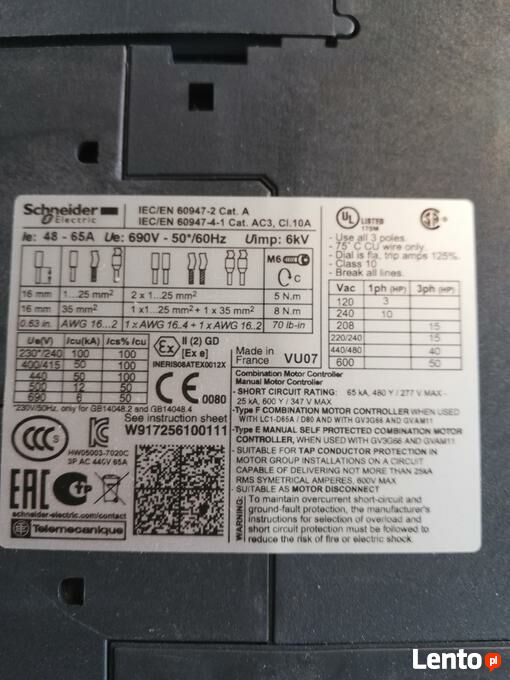 Schneider Electric
IEC/EN 60947-2 Cat. A
IEC/EN 60947-4-1 Cat. AC3, Cl.10A
Ie: 48 - 65A Ue: 690V - 50*/60Hz Uimp: 6kV
M6
C
16 mm 1...25 mm² 2 x 1...25 mm² 5 N.m
16 mm 35 mm² 1 x1...25 mm² + 1 x 35 mm² 8 N.m
0.63 in. 1 AWG 16...2 1 x AWG 16...4 + 1 x AWG 16...2 70 lb-in
Ue(V) Icu(kA) Ics% Icu
230*/240 100 100
400/415 50 100
440 50 100
500 12 50
690 6 50
*230V/50Hz, only for GB14048.2 and GB14048.4
II (2) GD
[Ex e]
INERIS08ATEX0012X
CE 0080
See instruction sheet
W917256100111
CCC
HW05003-7020C
3P AC 440V 65A
EAC
schneider-electric.com/contact
Telemecanique
UL LISTED
175M
- Use all 3 poles.
- 75° C CU wire only.
- Dial is fla, trip amps 125%.
- Class 10
- Break all lines.
Vac 1ph (HP) 3ph (HP)
120 3
240 10
208 15
220/240 15
440/480 40
600 50
Made in France VU07
Combination Motor Controller
Manual Motor Controller
- SHORT CIRCUIT RATING: 65 kA, 480 Y / 277 V MAX -
25 kA, 600 Y / 347 V MAX
- Type F COMBINATION MOTOR CONTROLLER WHEN USED
WITH LC1-D65A / D80 AND WITH GV3G66 AND GVAM11
- Type E MANUAL SELF PROTECTED COMBINATION MOTOR
CONTROLLER, WHEN USED WITH GV3G66 AND GVAM11
- SUITABLE FOR TAP CONDUCTOR PROTECTION IN
MOTOR GROUP INSTALLATIONS ON A CIRCUIT
CAPABLE OF DELIVERING NOT MORE THAN 25kA
RMS SYMETRICAL AMPERES, 600V MAX
- SUITABLE AS MOTOR DISCONNECT
WARNING:
To maintain overcurrent short-circuit and
ground-fault protection, the manufacturer's
instructions for selection of overload and
short circuit protection must be followed to
reduce the risk of fire or electric shock.
Lento pl